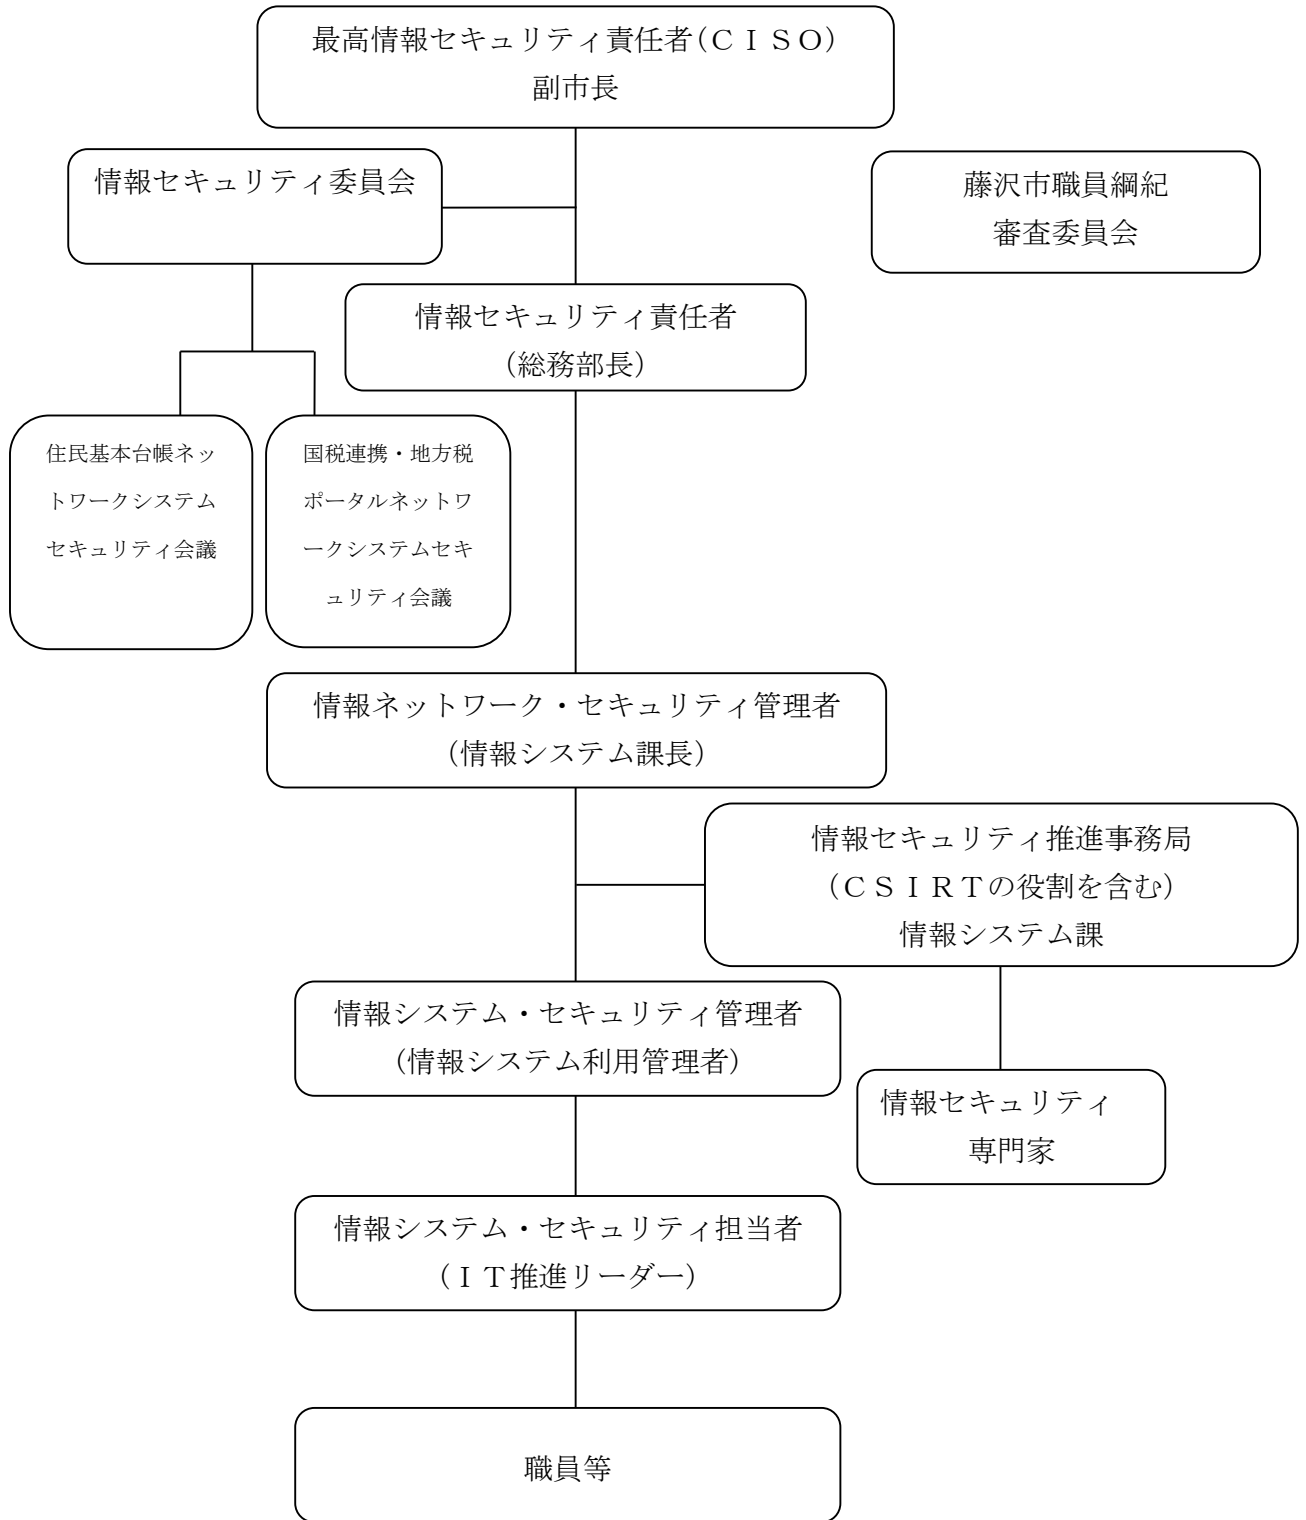 最高情報セキュリティ責任者(ＣＩＳＯ)
副市長
情報セキュリティ委員会
藤沢市職員綱紀
審査委員会
情報セキュリティ責任者
(総務部長)
住民基本台帳ネッ
トワークシステム
セキュリティ会議
国税連携・地方税
ポータルネットワ
ークシステムセキ
ュリティ会議
情報ネットワーク・セキュリティ管理者
(情報システム課長)
情報セキュリティ推進事務局
(ＣＳＩＲＴの役割を含む)
情報システム課
情報システム・セキュリティ管理者
(情報システム利用管理者)
情報セキュリティ
専門家
情報システム・セキュリティ担当者
(ＩＴ推進リーダー)
職員等